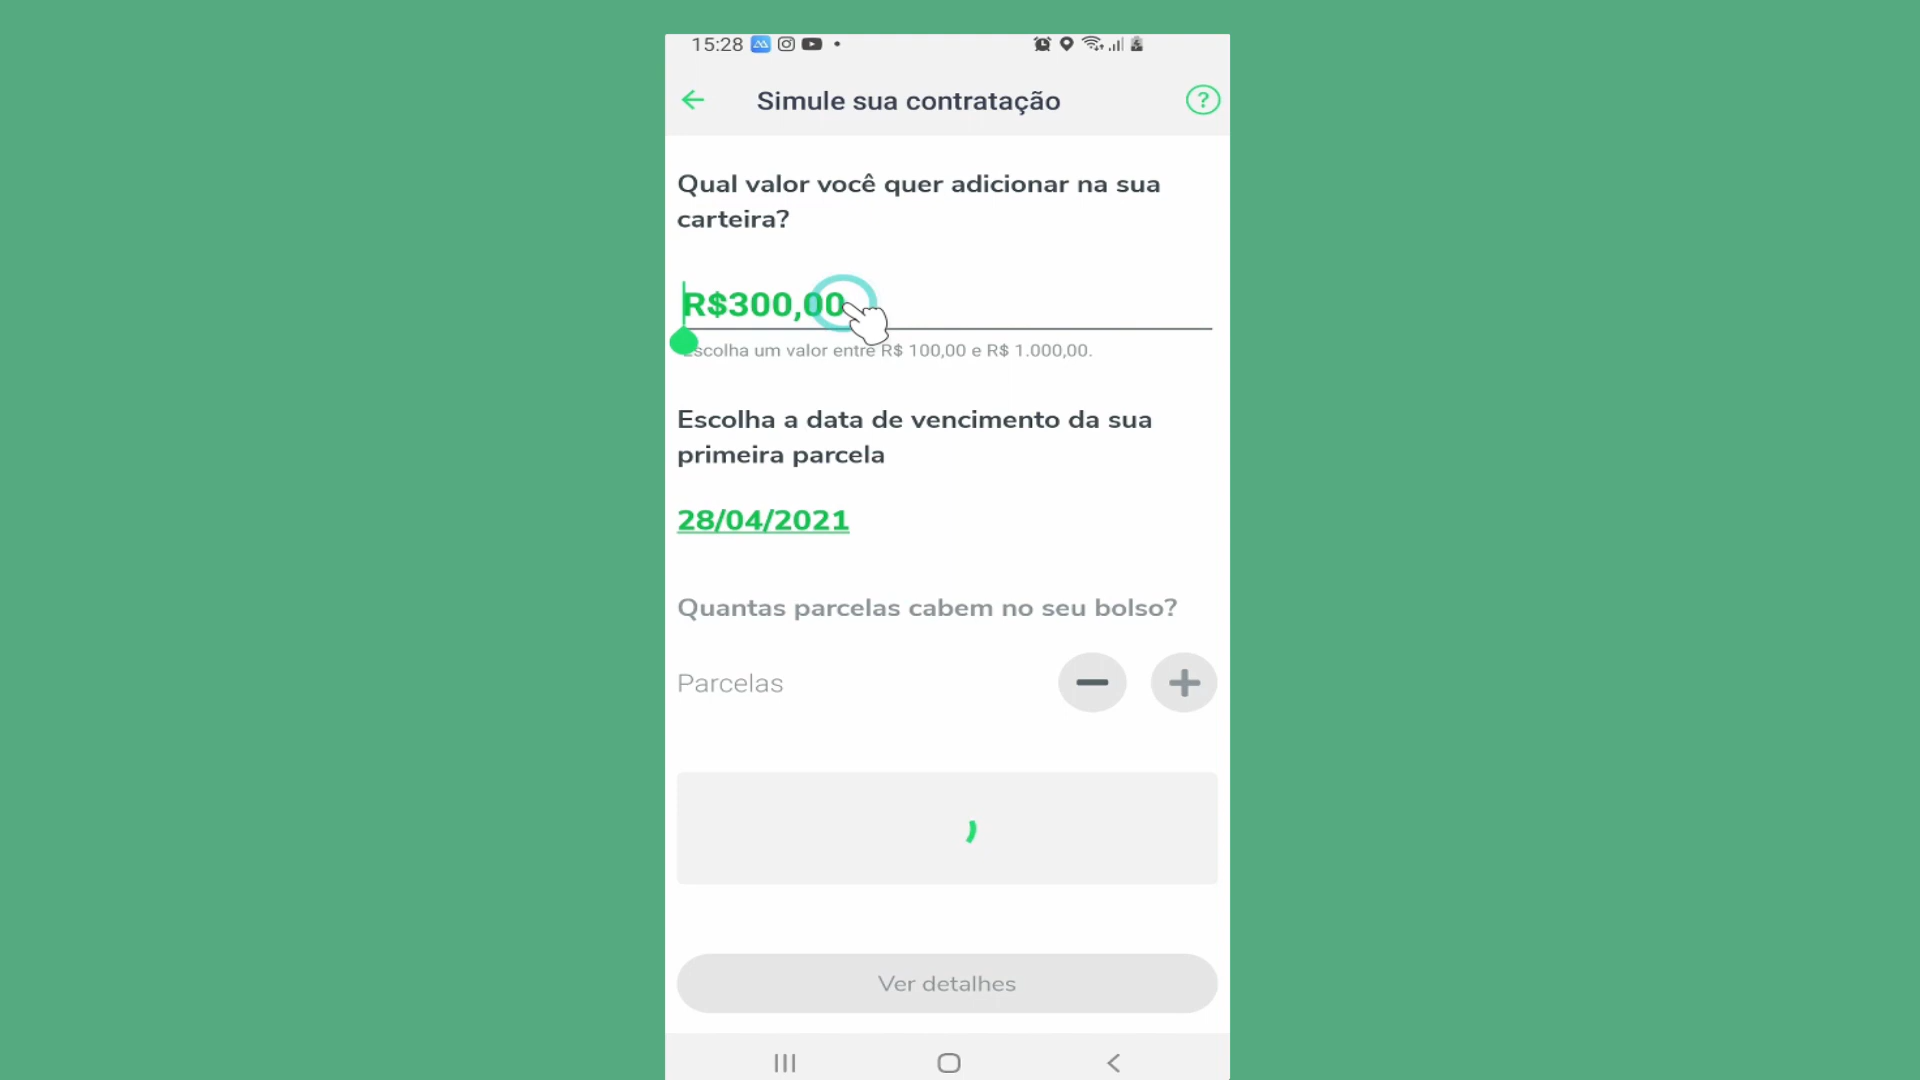 15:28
Simule sua contratação
?
Qual valor você quer adicionar na sua
carteira?
R$300,00
Escolha um valor entre R$ 100,00 e R$ 1.000,00.
Escolha a data de vencimento da sua
primeira parcela
28/04/2021
Quantas parcelas cabem no seu bolso?
Parcelas
Ver detalhes